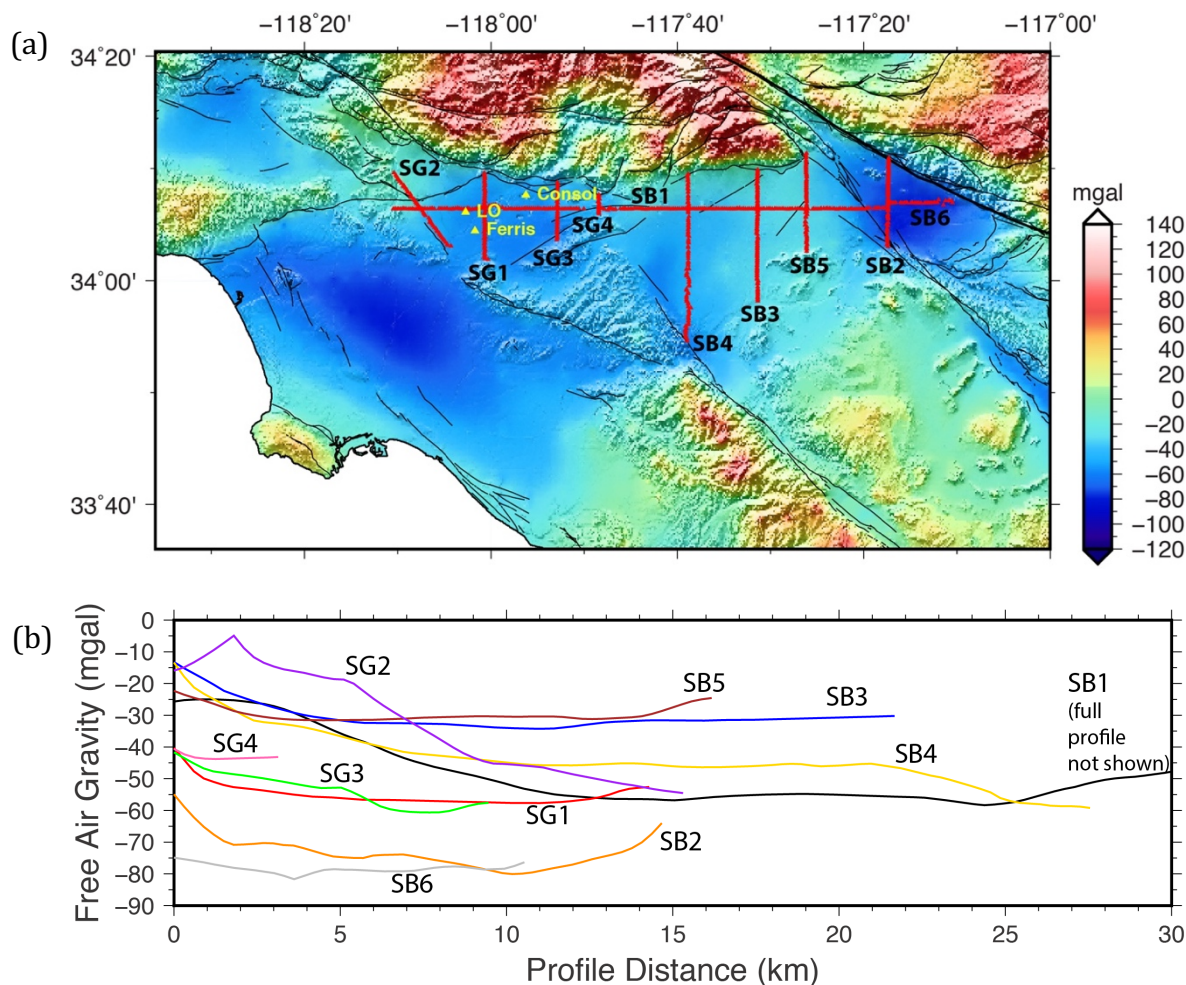 (a)
−118°20' −118°00' −117°40' −117°20' −117°00'
34°20'
34°00'
33°40'
SG2
Consol
SB1
LO
Ferris
SG4
SB6
SG1
SG3
SB5
SB2
SB3
SB4
mgal
140
120
100
80
60
40
20
0
−20
−40
−60
−80
−100
−120
(b)
Free Air Gravity (mgal)
0
−10
−20
−30
−40
−50
−60
−70
−80
−90
SG2
SB5
SB3
SB1
(full
profile
not shown)
SG4
SB4
SG3
SG1
SB2
SB6
0 5 10 15 20 25 30
Profile Distance (km)